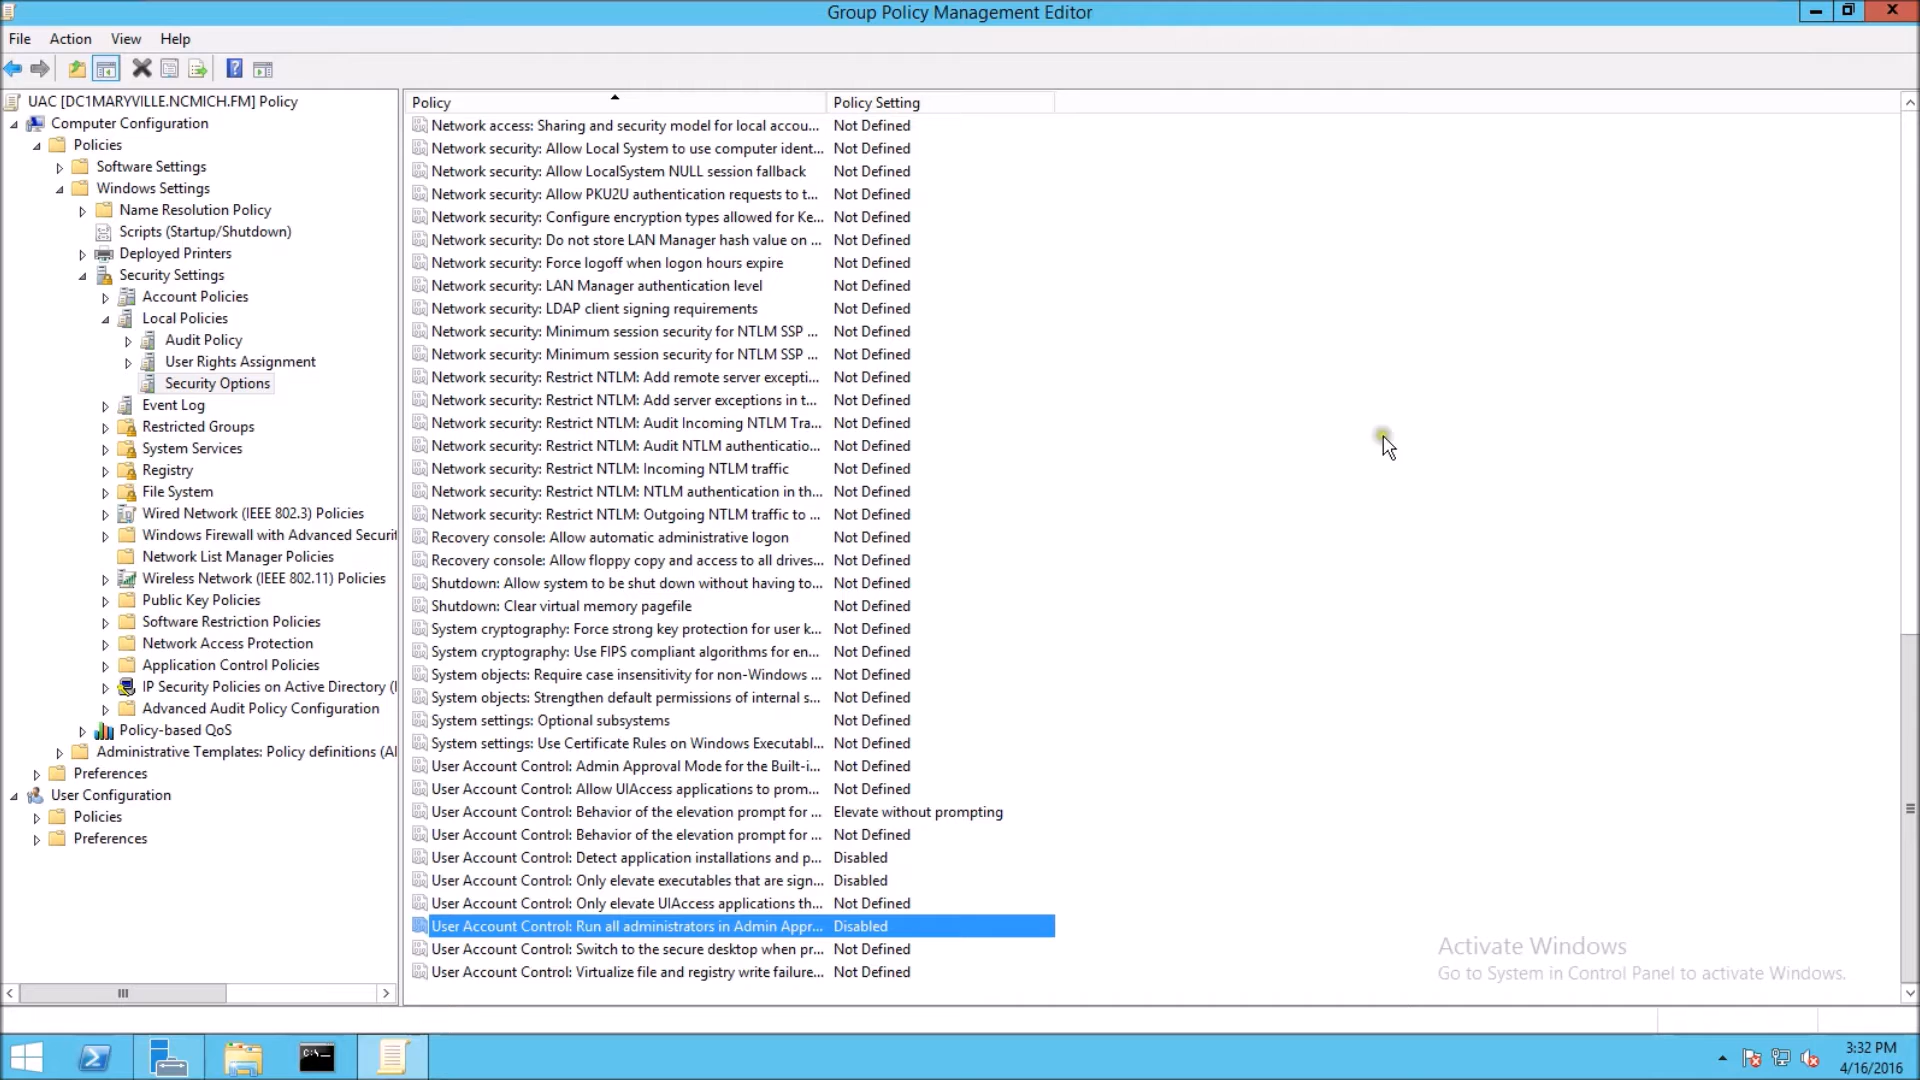 Group Policy Management Editor
File Action View Help
UAC [DC1MARYVILLE.NCMICH.FM] Policy
Computer Configuration
Policies
Software Settings
Windows Settings
Name Resolution Policy
Scripts (Startup/Shutdown)
Deployed Printers
Security Settings
Account Policies
Local Policies
Audit Policy
User Rights Assignment
Security Options
Event Log
Restricted Groups
System Services
Registry
File System
Wired Network (IEEE 802.3) Policies
Windows Firewall with Advanced Securit
Network List Manager Policies
Wireless Network (IEEE 802.11) Policies
Public Key Policies
Software Restriction Policies
Network Access Protection
Application Control Policies
IP Security Policies on Active Directory (
Advanced Audit Policy Configuration
Policy-based QoS
Administrative Templates: Policy definitions (A
Preferences
User Configuration
Policies
Preferences
Policy Policy Setting
Network access: Sharing and security model for local accou... Not Defined
Network security: Allow Local System to use computer ident... Not Defined
Network security: Allow LocalSystem NULL session fallback Not Defined
Network security: Allow PKU2U authentication requests to t... Not Defined
Network security: Configure encryption types allowed for Ke... Not Defined
Network security: Do not store LAN Manager hash value on ... Not Defined
Network security: Force logoff when logon hours expire Not Defined
Network security: LAN Manager authentication level Not Defined
Network security: LDAP client signing requirements Not Defined
Network security: Minimum session security for NTLM SSP ... Not Defined
Network security: Minimum session security for NTLM SSP ... Not Defined
Network security: Restrict NTLM: Add remote server excepti... Not Defined
Network security: Restrict NTLM: Add server exceptions in t... Not Defined
Network security: Restrict NTLM: Audit Incoming NTLM Tra... Not Defined
Network security: Restrict NTLM: Audit NTLM authenticatio... Not Defined
Network security: Restrict NTLM: Incoming NTLM traffic Not Defined
Network security: Restrict NTLM: NTLM authentication in th... Not Defined
Network security: Restrict NTLM: Outgoing NTLM traffic to ... Not Defined
Recovery console: Allow automatic administrative logon Not Defined
Recovery console: Allow floppy copy and access to all drives... Not Defined
Shutdown: Allow system to be shut down without having to... Not Defined
Shutdown: Clear virtual memory pagefile Not Defined
System cryptography: Force strong key protection for user k... Not Defined
System cryptography: Use FIPS compliant algorithms for en... Not Defined
System objects: Require case insensitivity for non-Windows ... Not Defined
System objects: Strengthen default permissions of internal s... Not Defined
System settings: Optional subsystems Not Defined
System settings: Use Certificate Rules on Windows Executabl... Not Defined
User Account Control: Admin Approval Mode for the Built-i... Not Defined
User Account Control: Allow UIAccess applications to prom... Not Defined
User Account Control: Behavior of the elevation prompt for ... Elevate without prompting
User Account Control: Behavior of the elevation prompt for ... Not Defined
User Account Control: Detect application installations and p... Disabled
User Account Control: Only elevate executables that are sign... Disabled
User Account Control: Only elevate UIAccess applications th... Not Defined
User Account Control: Run all administrators in Admin Appr... Disabled
User Account Control: Switch to the secure desktop when pr... Not Defined
User Account Control: Virtualize file and registry write failure... Not Defined
Activate Windows
Go to System in Control Panel to activate Windows.
3:32 PM
4/16/2016